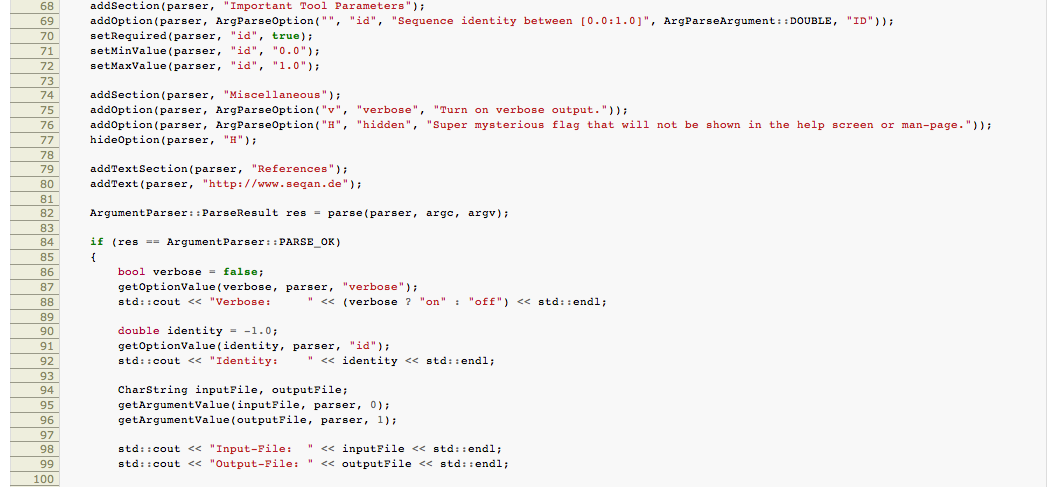 68 addSection(parser, "Important Tool Parameters");
69 addOption(parser, ArgParseOption("", "id", "Sequence identity between [0.0:1.0]", ArgParseArgument::DOUBLE, "ID"));
70 setRequired(parser, "id", true);
71 setMinValue(parser, "id", "0.0");
72 setMaxValue(parser, "id", "1.0");
73
74 addSection(parser, "Miscellaneous");
75 addOption(parser, ArgParseOption("v", "verbose", "Turn on verbose output."));
76 addOption(parser, ArgParseOption("H", "hidden", "Super mysterious flag that will not be shown in the help screen or man-page."));
77 hideOption(parser, "H");
78
79 addTextSection(parser, "References");
80 addText(parser, "http://www.seqan.de");
81
82 ArgumentParser::ParseResult res = parse(parser, argc, argv);
83
84 if (res == ArgumentParser::PARSE_OK)
85 {
86 bool verbose = false;
87 getOptionValue(verbose, parser, "verbose");
88 std::cout << "Verbose:     " << (verbose ? "on" : "off") << std::endl;
89
90 double identity = -1.0;
91 getOptionValue(identity, parser, "id");
92 std::cout << "Identity:    " << identity << std::endl;
93
94 CharString inputFile, outputFile;
95 getArgumentValue(inputFile, parser, 0);
96 getArgumentValue(outputFile, parser, 1);
97
98 std::cout << "Input-File:  " << inputFile << std::endl;
99 std::cout << "Output-File: " << outputFile << std::endl;
100